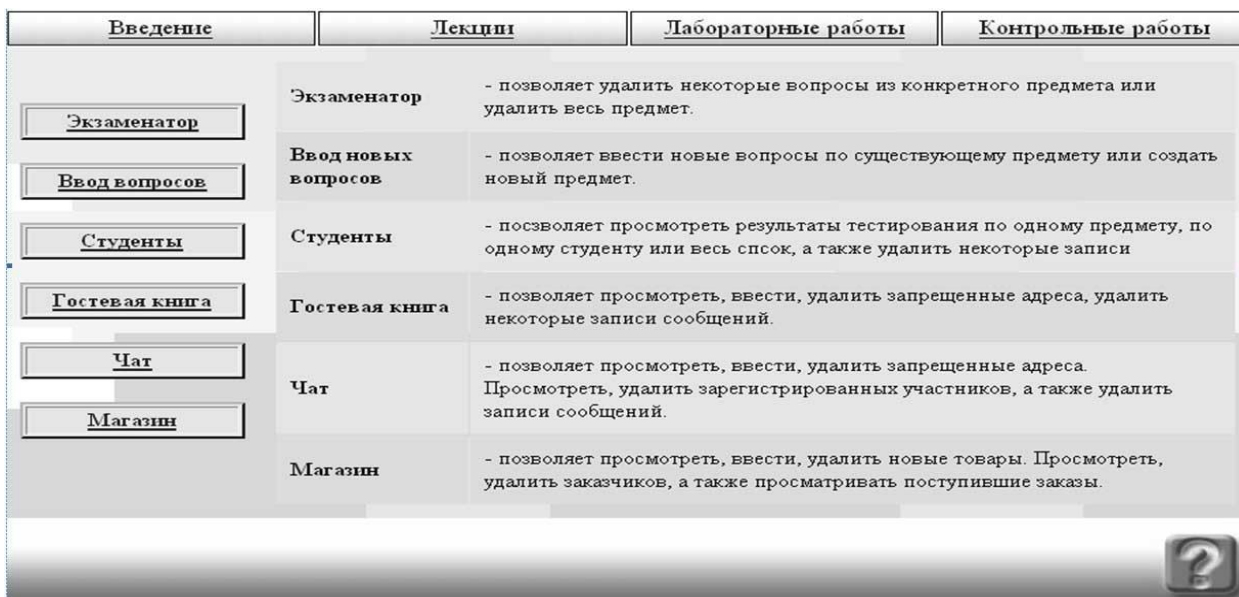 Введение Лекции Лабораторные работы Контрольные работы
Экзаменатор
Ввод вопросов
Студенты
Гостевая книга
Чат
Магазин
Экзаменатор
- позволяет удалить некоторые вопросы из конкретного предмета или
удалить весь предмет.
Ввод новых
вопросов
- позволяет ввести новые вопросы по существующему предмету или создать
новый предмет.
Студенты
- посзволяет просмотреть результаты тестирования по одному предмету, по
одному студенту или весь спсок, а также удалить некоторые записи
Гостевая книга
- позволяет просмотреть, ввести, удалить запрещенные адреса, удалить
некоторые записи сообщений.
Чат
- позволяет просмотреть, ввести, удалить запрещенные адреса.
Просмотреть, удалить зарегистрированных участников, а также удалить
записи сообщений.
Магазин
- позволяет просмотреть, ввести, удалить новые товары. Просмотреть,
удалить заказчиков, а также просматривать поступившие заказы.
?